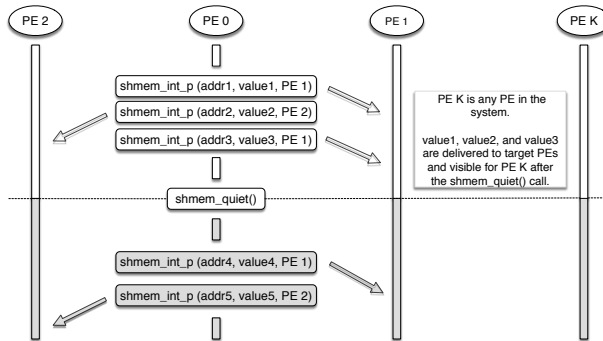 PE 2
PE 0
PE 1
PE K
shmem_int_p (addr1, value1, PE 1)
shmem_int_p (addr2, value2, PE 2)
shmem_int_p (addr3, value3, PE 1)
PE K is any PE in the
system.
value1, value2, and value3
are delivered to target PEs
and visible for PE K after
the shmem_quiet() call.
shmem_quiet()
shmem_int_p (addr4, value4, PE 1)
shmem_int_p (addr5, value5, PE 2)